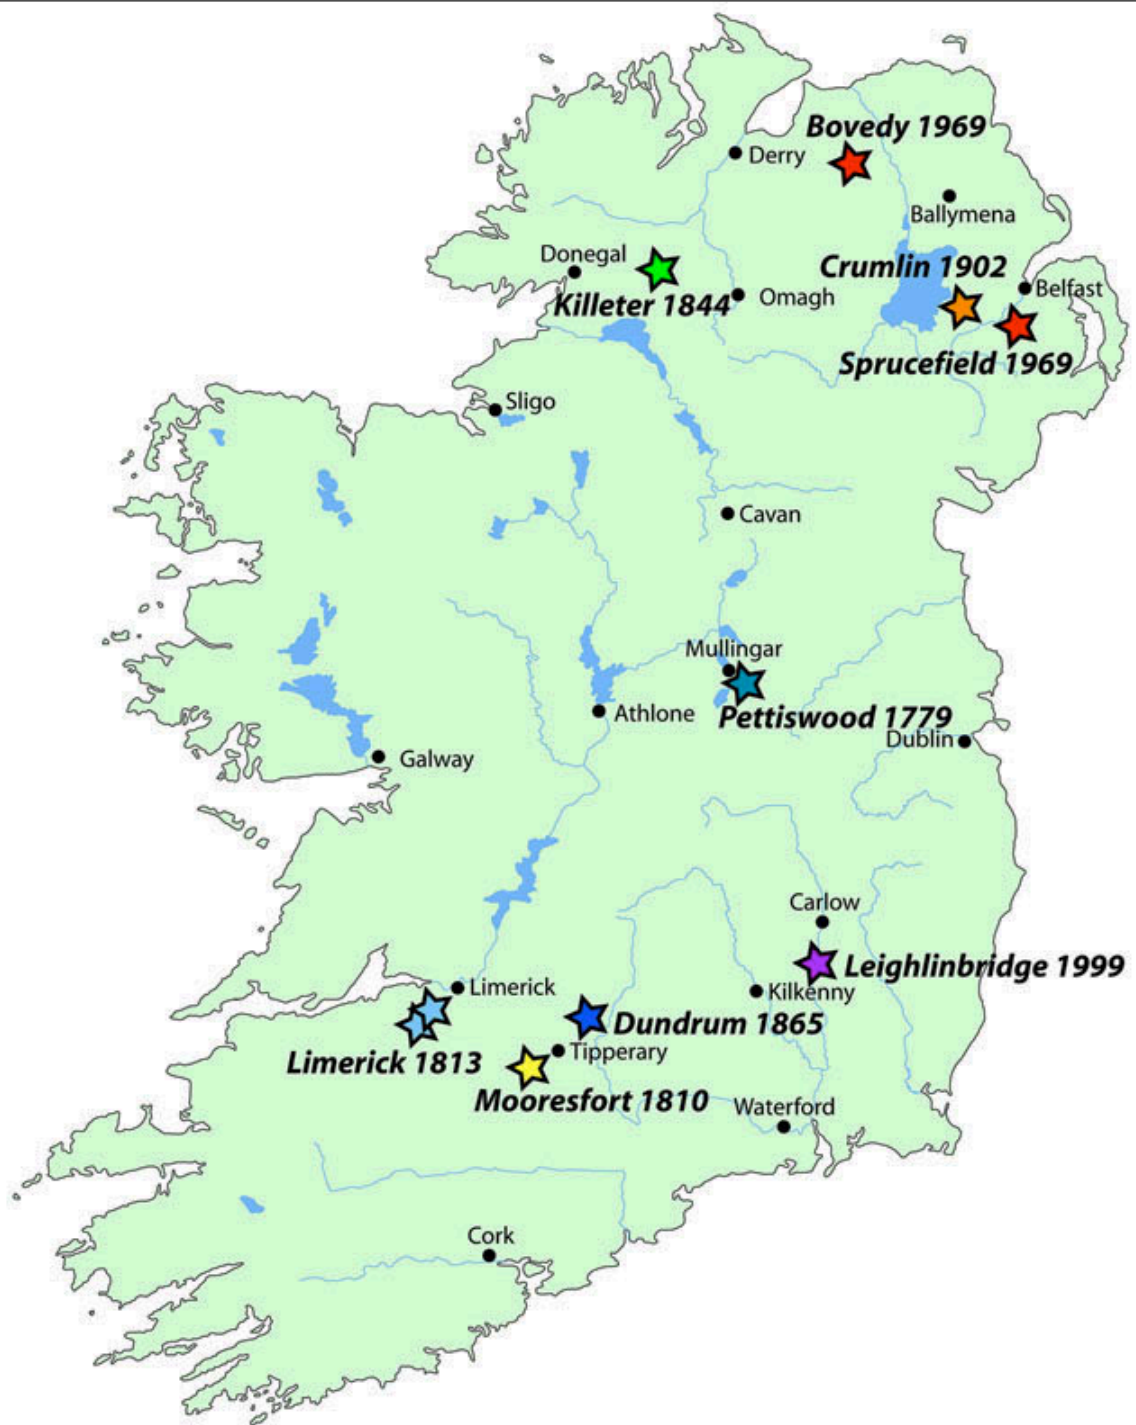 Bovedy 1969
Derry
Ballymena
Donegal
Crumlin 1902
Belfast
Killeter 1844
Omagh
Sprucefield 1969
Sligo
Cavan
Mullingar
Athlone
Pettiswood 1779
Dublin
Galway
Carlow
Leighlinbridge 1999
Limerick
Kilkenny
Dundrum 1865
Tipperary
Limerick 1813
Mooresfort 1810
Waterford
Cork